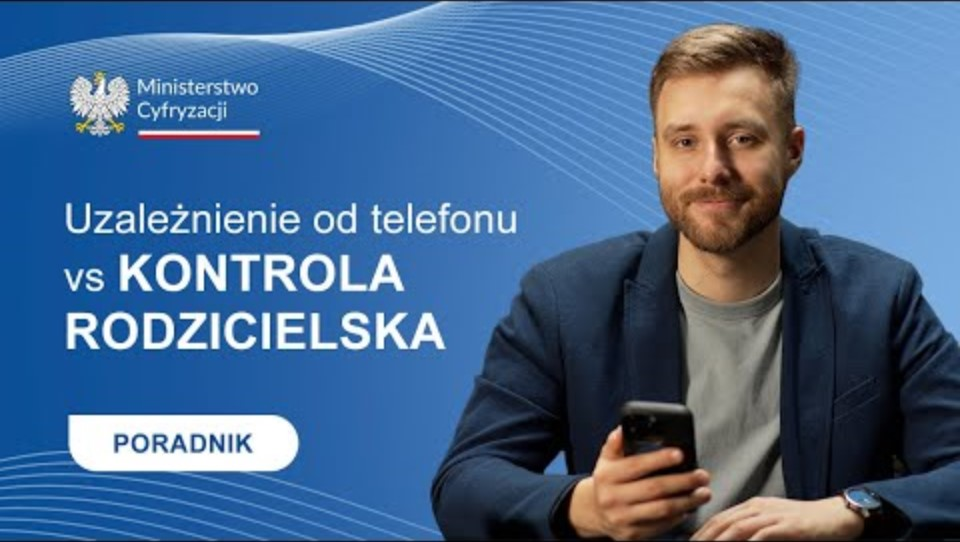 Ministerstwo
Cyfryzacji
Uzależnienie od telefonu
vs KONTROLA
RODZICIELSKA
PORADNIK